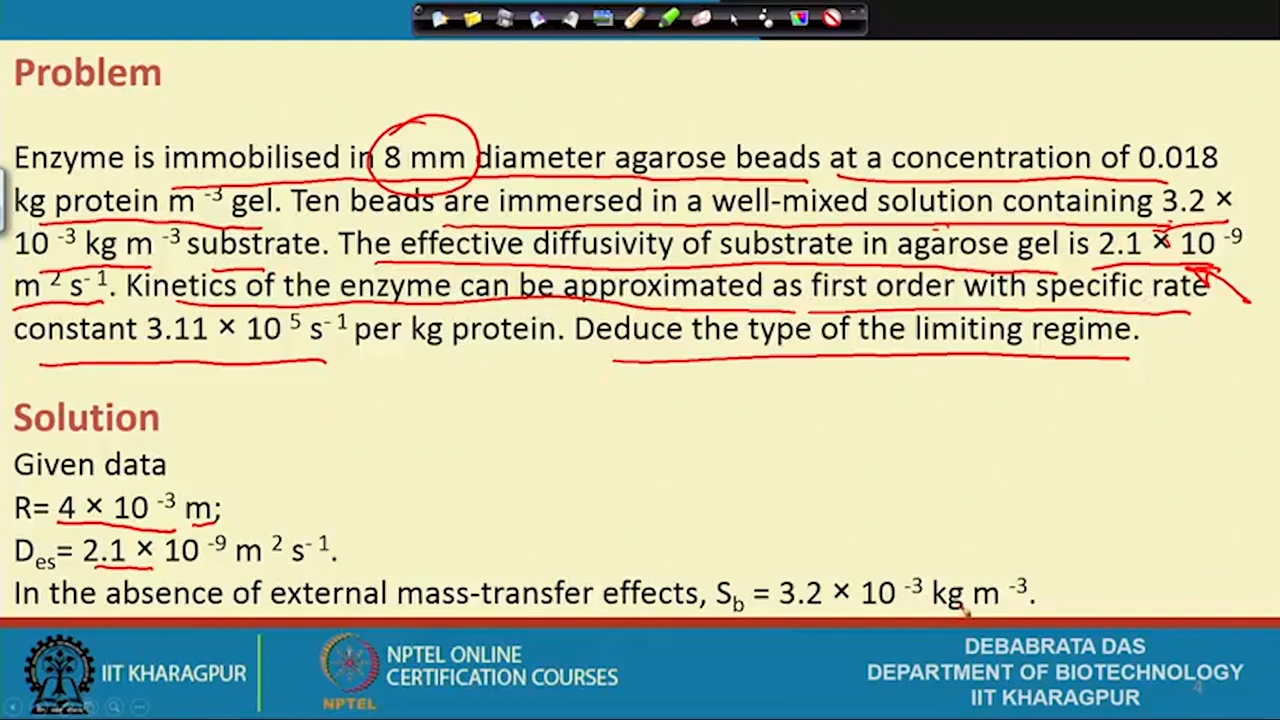 Problem
Enzyme is immobilised in 8 mm diameter agarose beads at a concentration of 0.018
kg protein m ⁻³ gel. Ten beads are immersed in a well-mixed solution containing 3.2 ×
10 ⁻³ kg m ⁻³ substrate. The effective diffusivity of substrate in agarose gel is 2.1 × 10 ⁻⁹
m ² s⁻ ¹. Kinetics of the enzyme can be approximated as first order with specific rate
constant 3.11 × 10 ⁵ s⁻ ¹ per kg protein. Deduce the type of the limiting regime.
Solution
Given data
R= 4 × 10 ⁻³ m;
Des= 2.1 × 10 ⁻⁹ m ² s⁻ ¹.
In the absence of external mass-transfer effects, Sb = 3.2 × 10 ⁻³ kg m ⁻³.
IIT KHARAGPUR
NPTEL
NPTEL ONLINE
CERTIFICATION COURSES
DEBABRATA DAS
DEPARTMENT OF BIOTECHNOLOGY
IIT KHARAGPUR
4